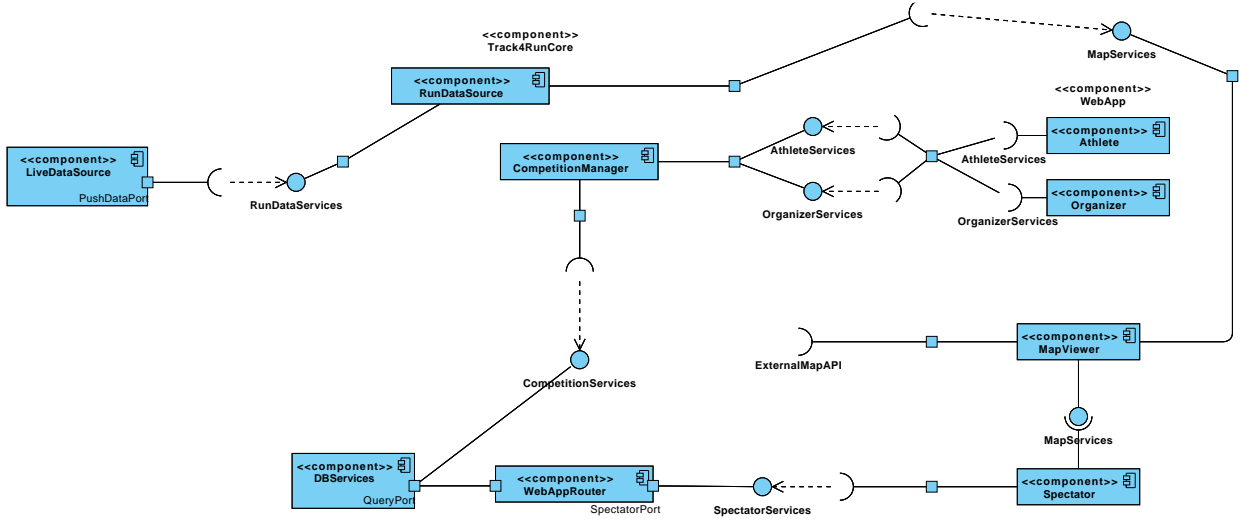 <<component>>
Track4RunCore
MapServices
<<component>>
RunDataSource
<<component>>
WebApp
<<component>>
Athlete
<<component>>
LiveDataSource
PushDataPort
RunDataServices
<<component>>
CompetitionManager
AthleteServices
AthleteServices
<<component>>
Organizer
OrganizerServices
OrganizerServices
<<component>>
MapViewer
ExternalMapAPI
CompetitionServices
MapServices
<<component>>
DBServices
QueryPort
<<component>>
WebAppRouter
SpectatorPort
SpectatorServices
<<component>>
Spectator